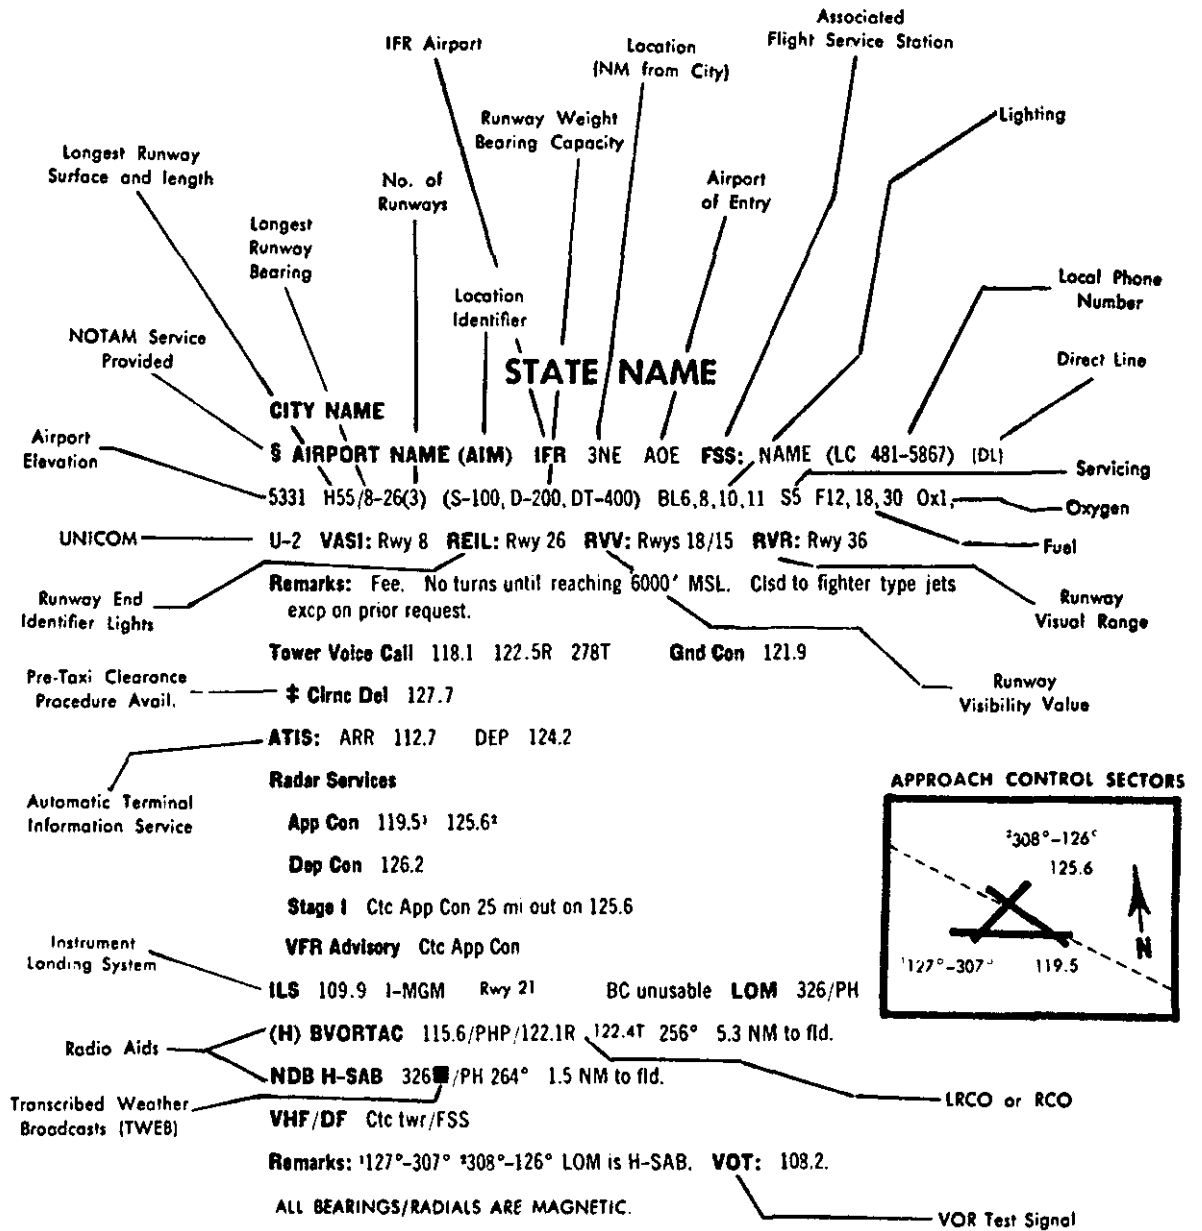 Associated
Flight Service Station
IFR Airport
Location
(NM from City)
Runway Weight
Bearing Capacity
Lighting
Longest Runway
Surface and length
No. of
Runways
Airport
of Entry
Longest
Runway
Bearing
Local Phone
Number
Location
Identifier
NOTAM Service
Provided
Direct Line
STATE NAME
CITY NAME
Airport
Elevation
§ AIRPORT NAME (AIM) IFR 3NE AOE FSS: NAME (LC 481-5867) (DL)
Servicing
5331 H55/8-26(3) (S-100, D-200, DT-400) BL6,8,10,11 S5 F12,18,30 Ox1,
Oxygen
UNICOM
U-2 VASI: Rwy 8 REIL: Rwy 26 RVV: Rwys 18/15 RVR: Rwy 36
Fuel
Remarks: Fee. No turns until reaching 6000' MSL. Clsd to fighter type jets
excp on prior request.
Runway End
Identifier Lights
Runway
Visual Range
Tower Voice Call 118.1 122.5R 278T Gnd Con 121.9
Pre-Taxi Clearance
Procedure Avail.
‡ Clrnc Del 127.7
Runway
Visibility Value
ATIS: ARR 112.7 DEP 124.2
Radar Services
APPROACH CONTROL SECTORS
Automatic Terminal
Information Service
App Con 119.5¹ 125.6²
²308°-126°
125.6
Dep Con 126.2
Stage I Ctc App Con 25 mi out on 125.6
VFR Advisory Ctc App Con
N
¹127°-307° 119.5
Instrument
Landing System
ILS 109.9 I-MGM Rwy 21 BC unusable LOM 326/PH
(H) BVORTAC 115.6/PHP/122.1R 122.4T 256° 5.3 NM to fld.
Radio Aids
NDB H-SAB 326■/PH 264° 1.5 NM to fld.
Transcribed Weather
Broadcasts (TWEB)
LRCO or RCO
VHF/DF Ctc twr/FSS
Remarks: ¹127°-307° ²308°-126° LOM is H-SAB. VOT: 108.2.
ALL BEARINGS/RADIALS ARE MAGNETIC.
VOR Test Signal